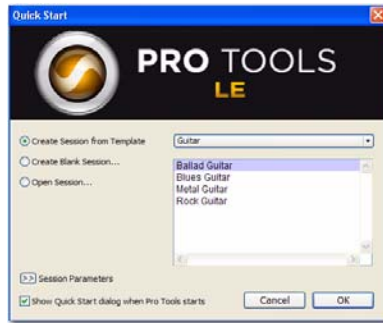 Quick Start
PRO TOOLS
LE
Create Session from Template
Guitar
Create Blank Session...
Open Session...
Ballad Guitar
Blues Guitar
Metal Guitar
Rock Guitar
>> Session Parameters
Show Quick Start dialog when Pro Tools starts
Cancel
OK